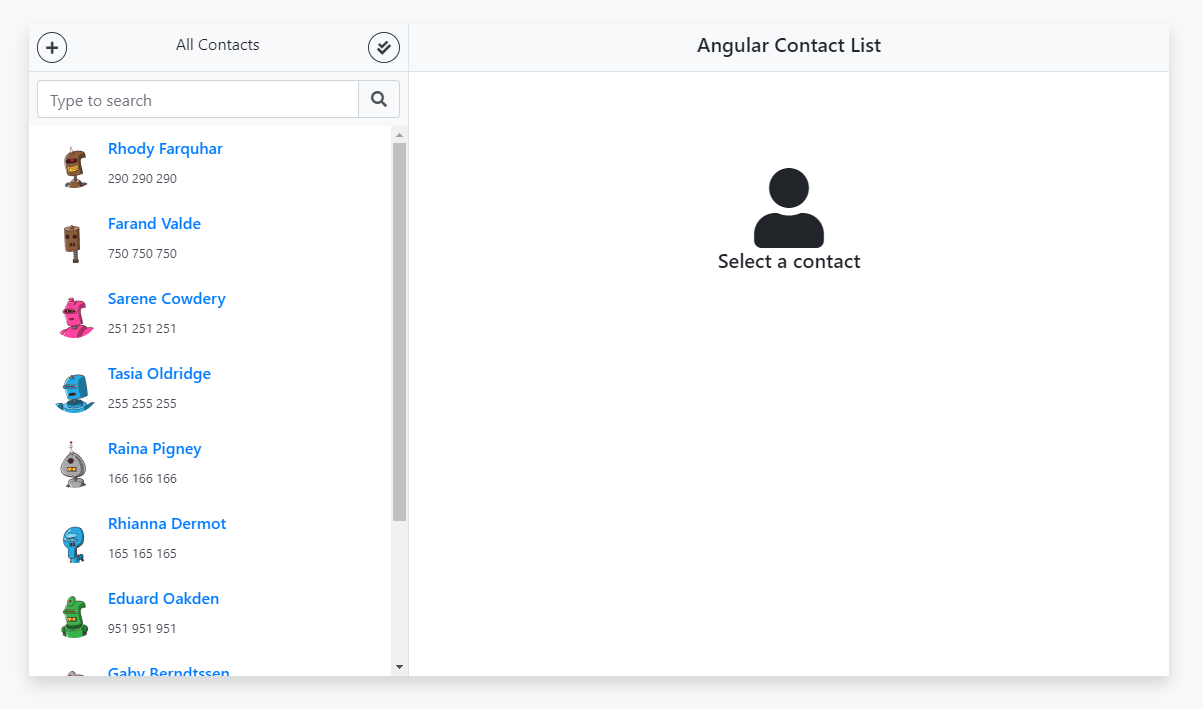 All Contacts
Angular Contact List
Type to search
Rhody Farquhar
290 290 290
Farand Valde
750 750 750
Sarene Cowdery
251 251 251
Tasia Oldridge
255 255 255
Raina Pigney
166 166 166
Rhianna Dermot
165 165 165
Eduard Oakden
951 951 951
Gaby Berndtssen
Select a contact